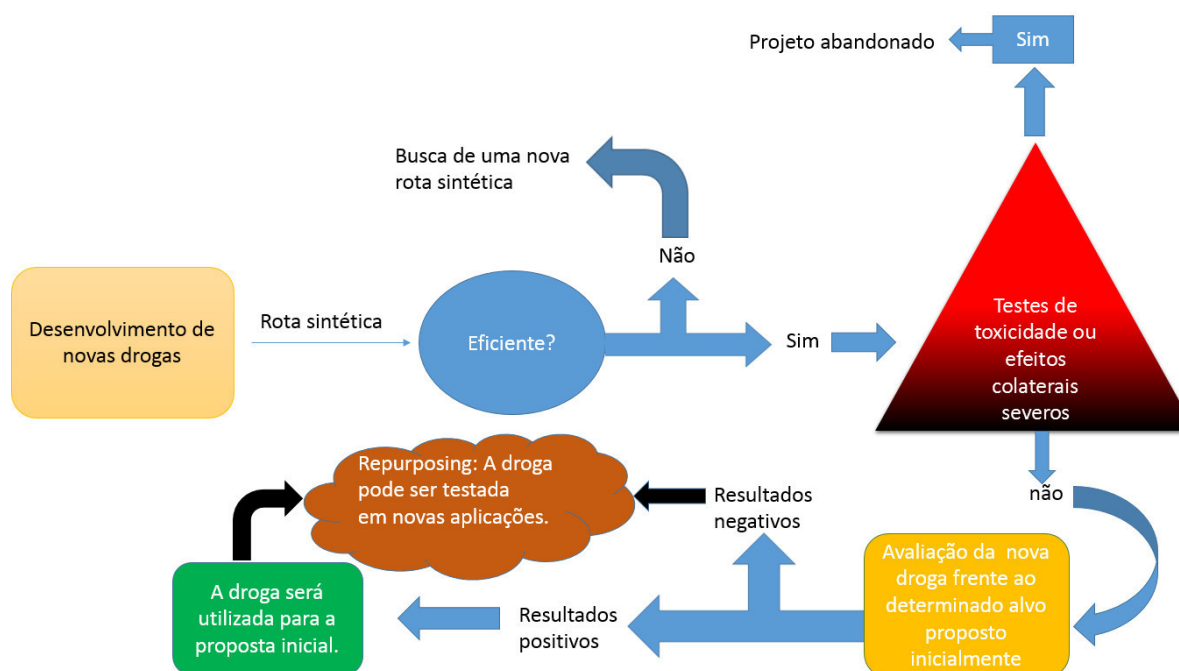 Projeto abandonado
Sim
Busca de uma nova
rota sintética
Não
Desenvolvimento de
novas drogas
Rota sintética
Eficiente?
Sim
Testes de
toxicidade ou
efeitos
colaterais
severos
não
Repurposing: A droga
pode ser testada
em novas aplicações.
Resultados
negativos
Avaliação da nova
droga frente ao
determinado alvo
proposto
inicialmente
A droga será
utilizada para a
proposta inicial.
Resultados
positivos